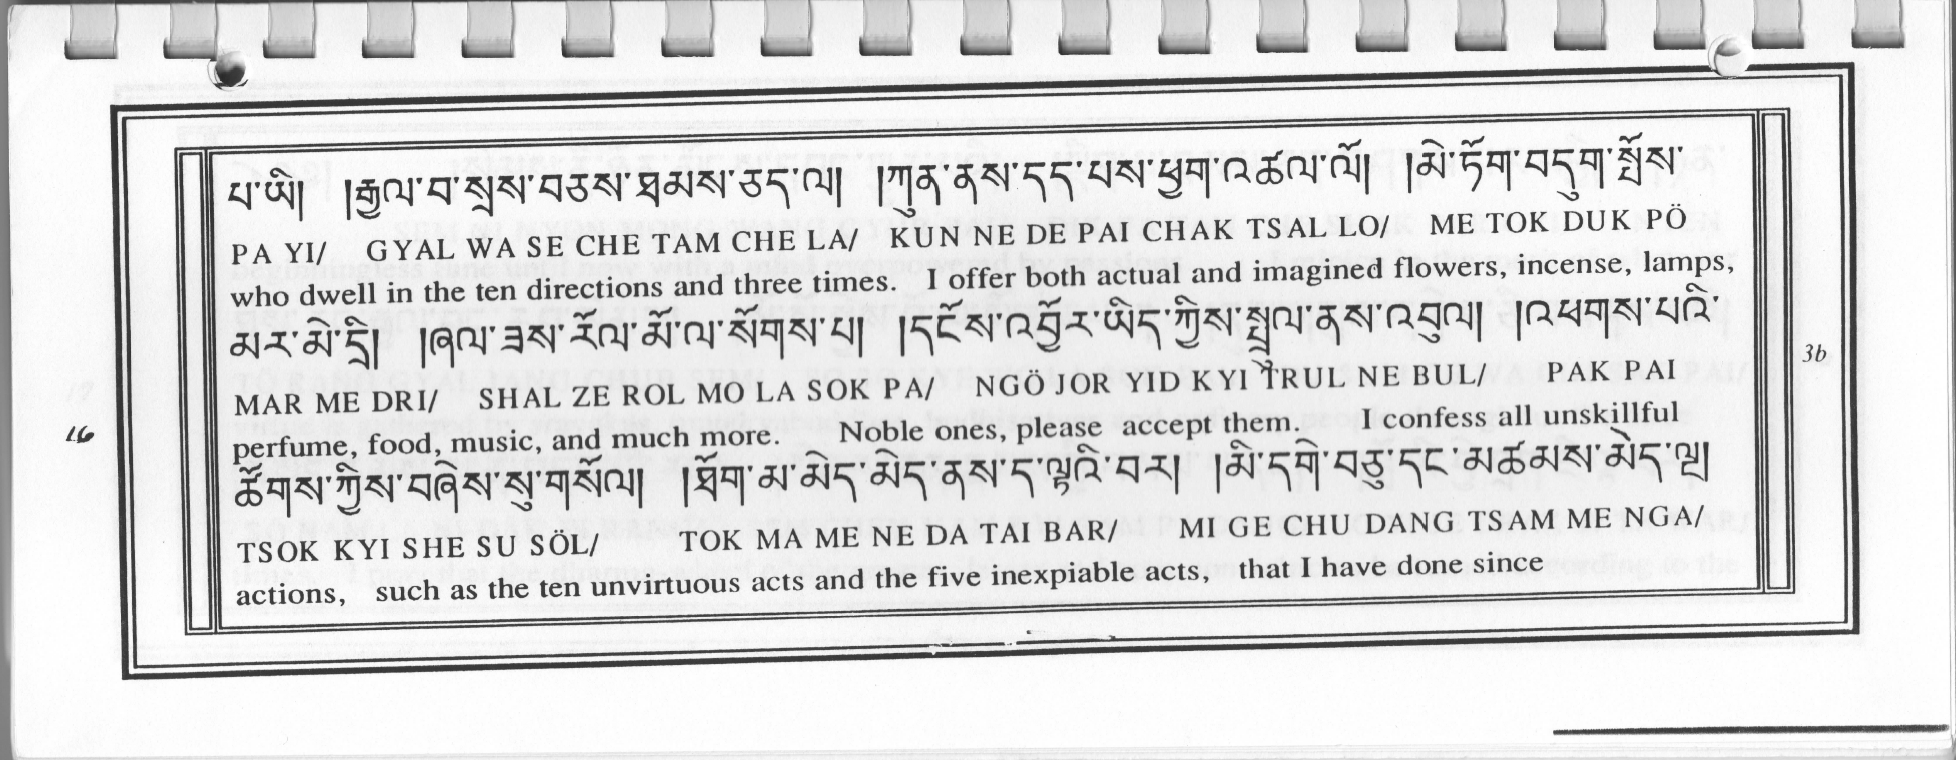 པ་ཡི། །རྒྱལ་བ་སྲས་བཅས་ཐམས་ཅད་ལ། །ཀུན་ནས་དད་པས་ཕྱག་འཚལ་ལོ། །མེ་ཏོག་བདུག་སྤོས་
PA YI/ GYAL WA SE CHE TAM CHE LA/ KÜN NE DE PAI CHAK TSAL LO/ ME TOK DUK PÖ
who dwell in the ten directions and three times. I offer both actual and imagined flowers, incense, lamps,
མར་མེ་དྲི། །ཞལ་ཟས་རོལ་མོ་ལ་སོགས་པ། །དངོས་འབྱོར་ཡིད་ཀྱིས་སྤྲུལ་ནས་འབུལ། །འཕགས་པའི་
3b
MAR ME DRI/ SHAL ZE ROL MO LA SOK PA/ NGÖ JOR YID KYI TRUL NE BUL/ PAK PAI
16
perfume, food, music, and much more. Noble ones, please accept them. I confess all unskillful
ཚོགས་ཀྱིས་བཞེས་སུ་གསོལ། །ཐོག་མ་མེད་ནས་ད་ལྟའི་བར། །མི་དགེ་བཅུ་དང་མཚམས་མེད་ལྔ།
TSOK KYI SHE SU SÖL/ TOK MA ME NE DA TAI BAR/ MI GE CHU DANG TSAM ME NGA/
actions, such as the ten unvirtuous acts and the five inexpiable acts, that I have done since